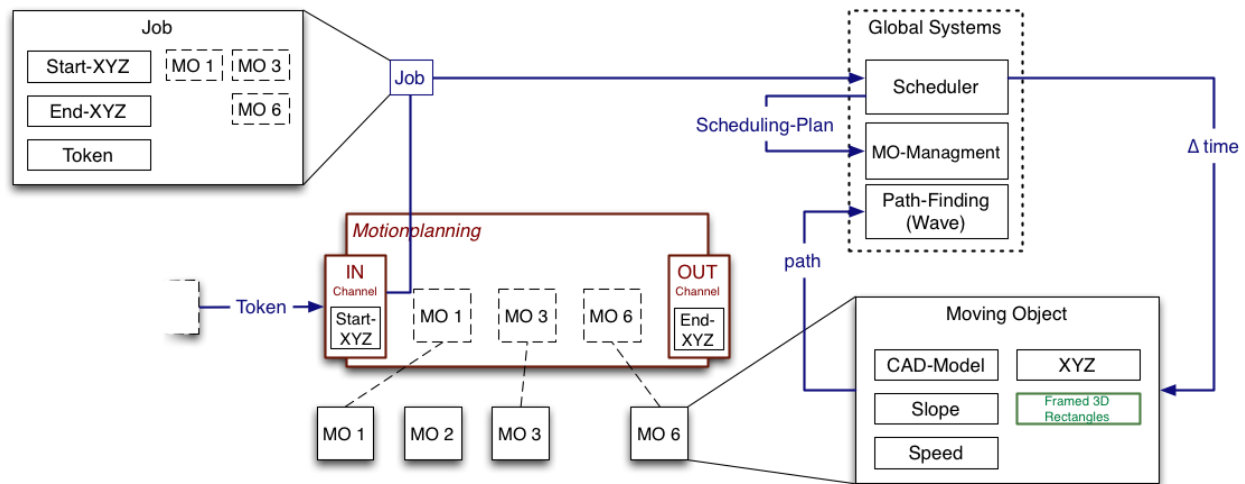 Job
Start-XYZ
MO 1
MO 3
End-XYZ
MO 6
Token
Job
Global Systems
Scheduler
Scheduling-Plan
MO-Managment
Δ time
Path-Finding
(Wave)
path
Motionplanning
IN
Channel
Start-
XYZ
Token
MO 1
MO 3
MO 6
OUT
Channel
End-
XYZ
MO 1
MO 2
MO 3
MO 6
Moving Object
CAD-Model
XYZ
Slope
Framed 3D
Rectangles
Speed